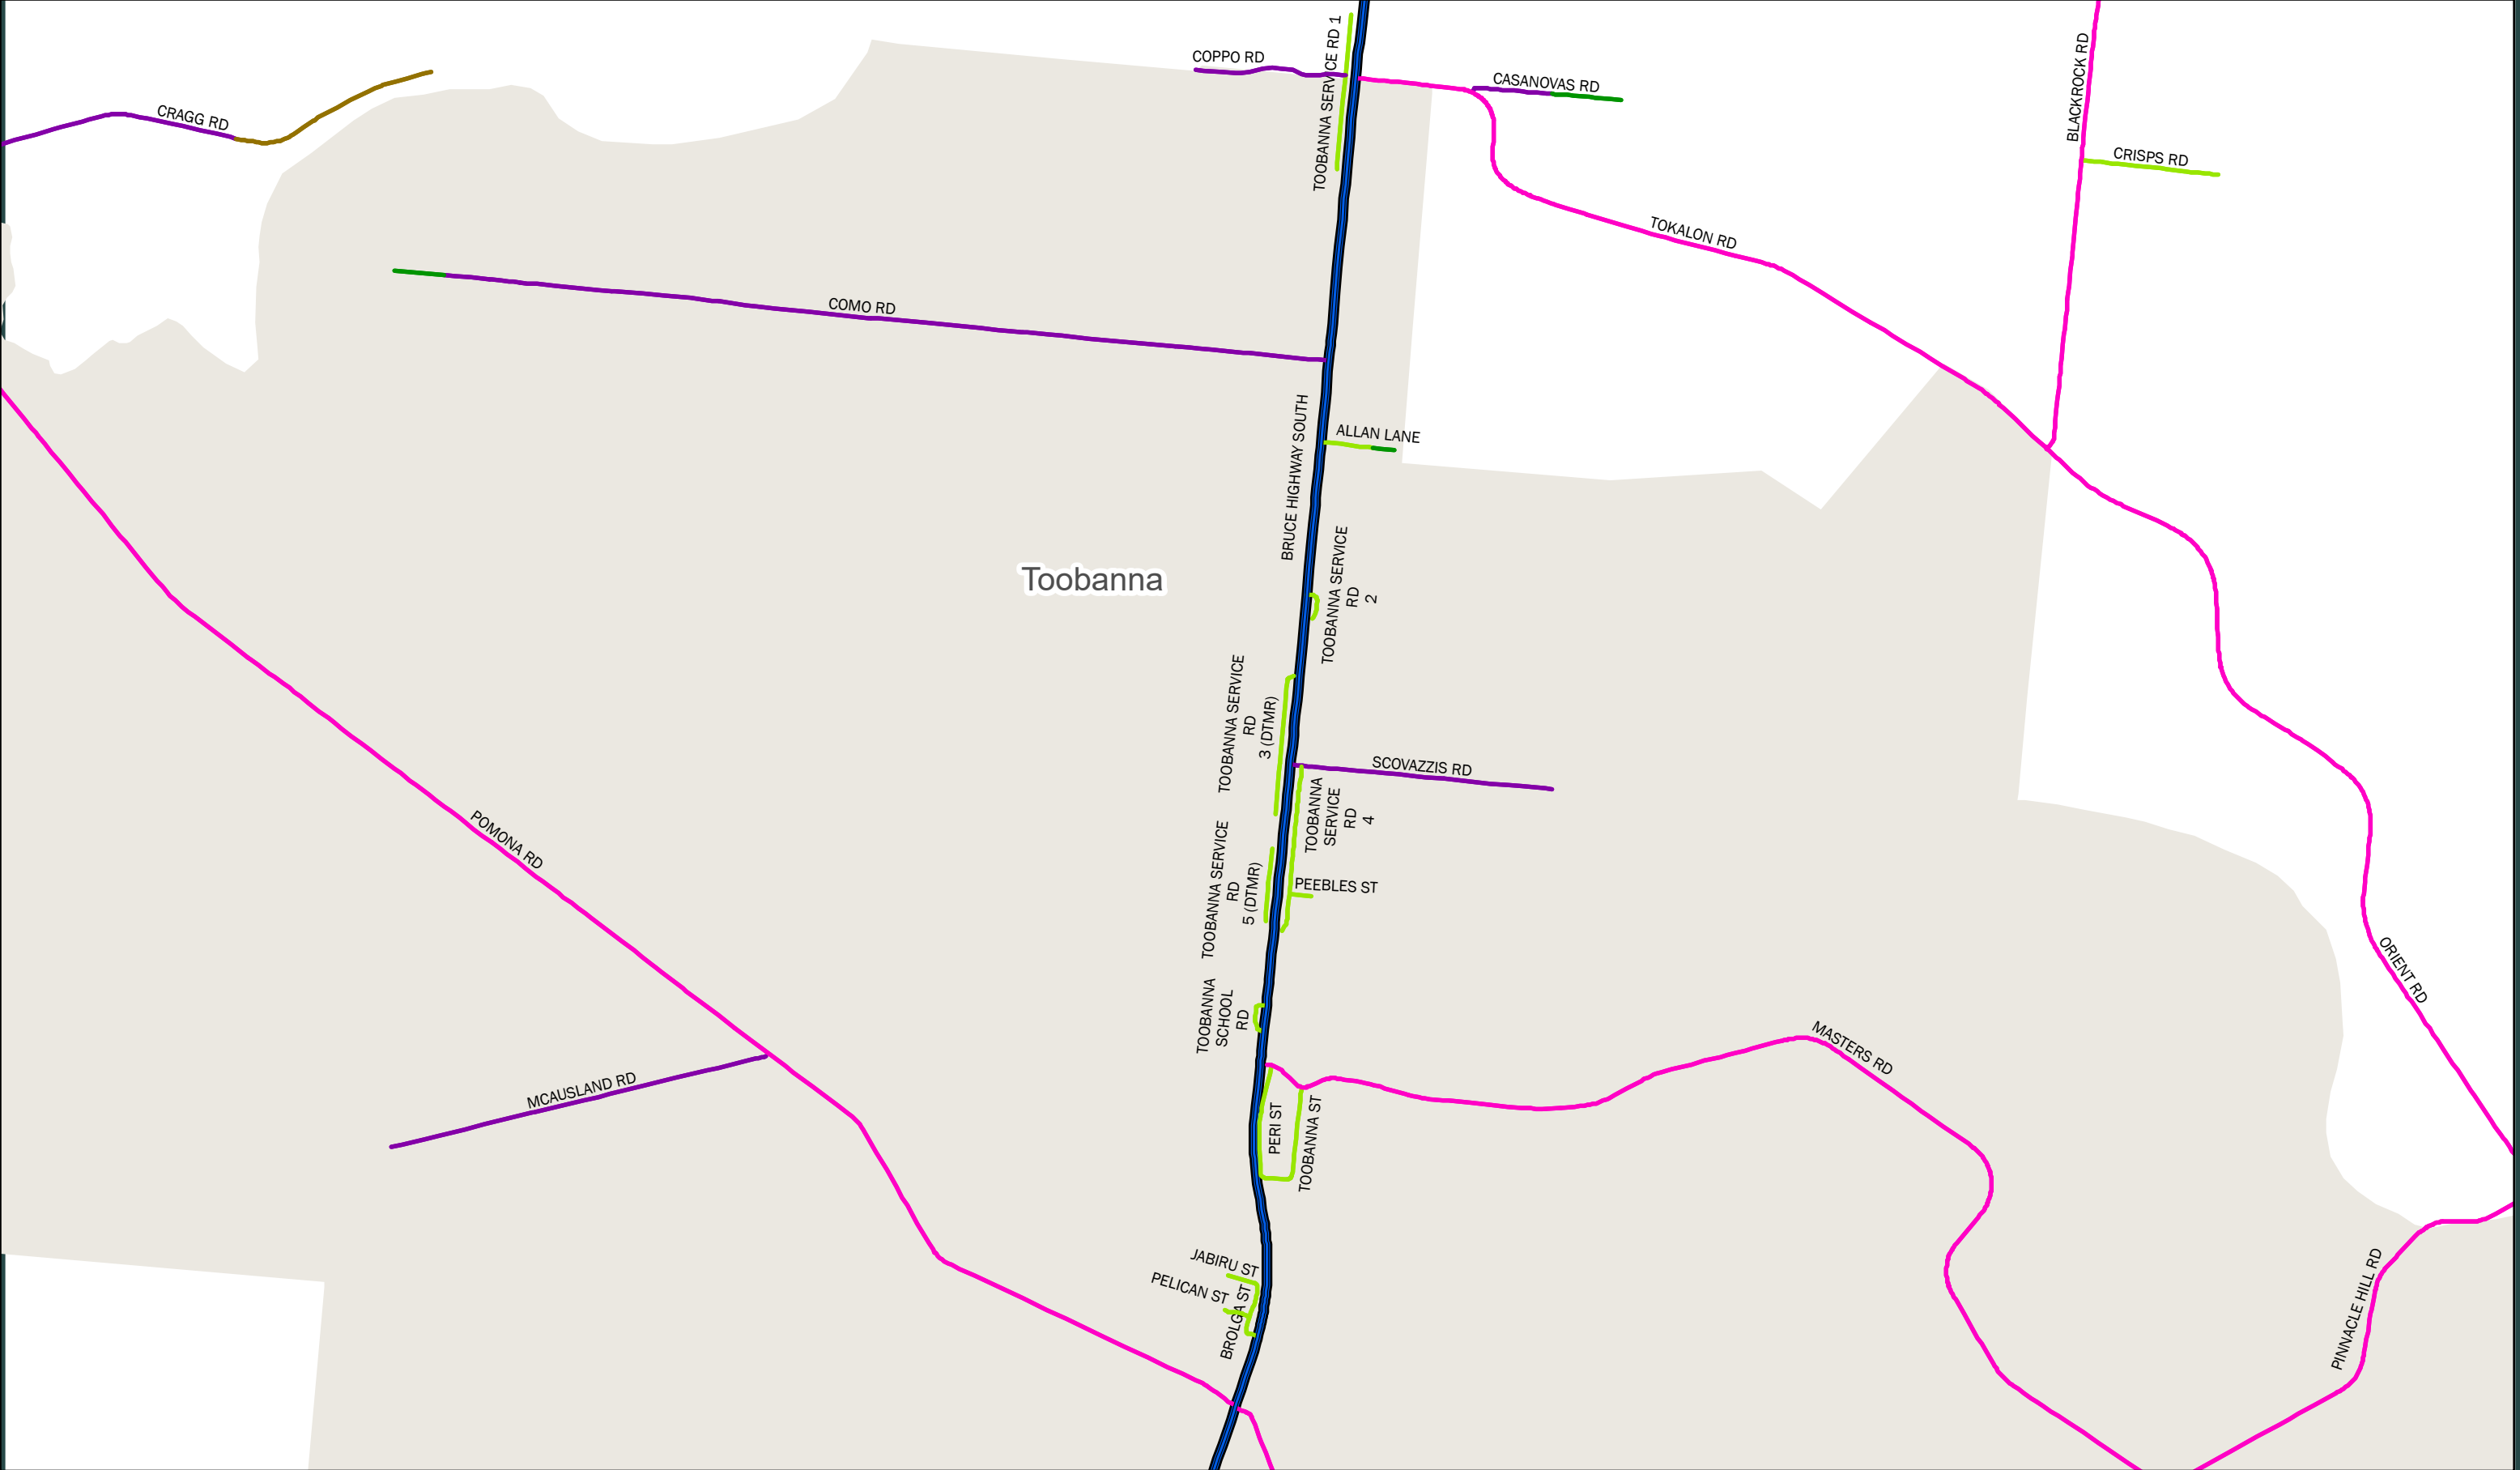 TOOBANNA SERVICE RD 1
COPPO RD
CASANOVAS RD
BLACKROCK RD
CRAGG RD
CRISPS RD
TOKALON RD
COMO RD
BRUCE HIGHWAY SOUTH
ALLAN LANE
Toobanna
TOOBANNA SERVICE
RD
2
TOOBANNA SERVICE
RD
3 (DTMR)
SCOVAZZIS RD
TOOBANNA
SERVICE
RD
4
POMONA RD
TOOBANNA SERVICE
RD
5 (DTMR)
PEEBLES ST
ORIENT RD
TOOBANNA
SCHOOL
RD
MASTERS RD
MCAUSLAND RD
PERI ST
TOOBANNA ST
JABIRU ST
PELICAN ST
BROLGA ST
PINNACLE HILL RD